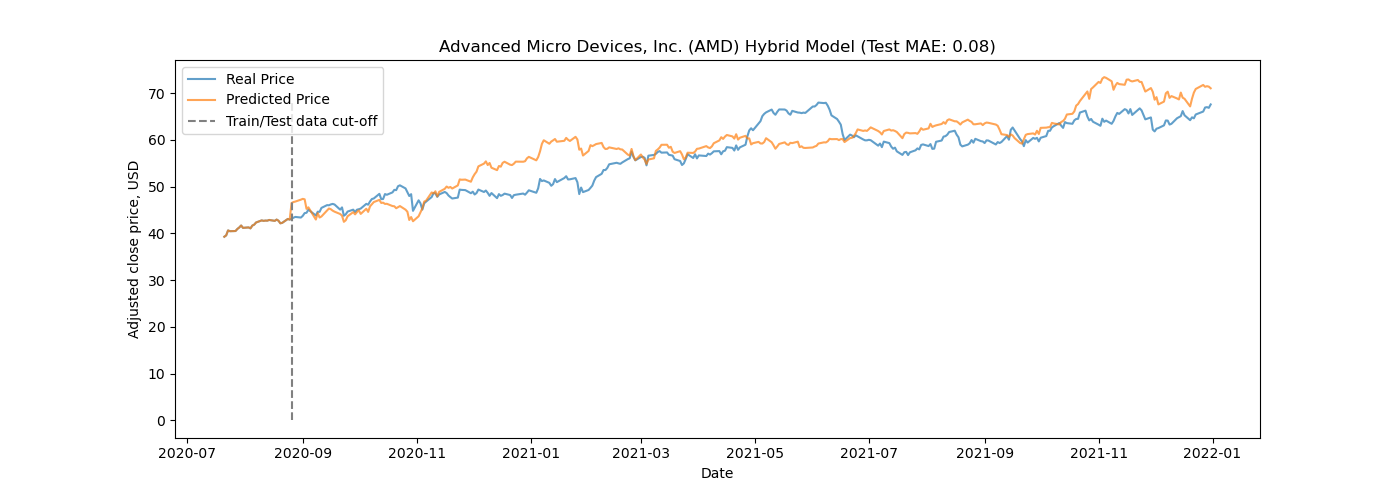 Advanced Micro Devices, Inc. (AMD) Hybrid Model (Test MAE: 0.08)
Real Price
Predicted Price
Train/Test data cut-off
Adjusted close price, USD
70
60
50
40
30
20
10
0
2020-07 2020-09 2020-11 2021-01 2021-03 2021-05 2021-07 2021-09 2021-11 2022-01
Date